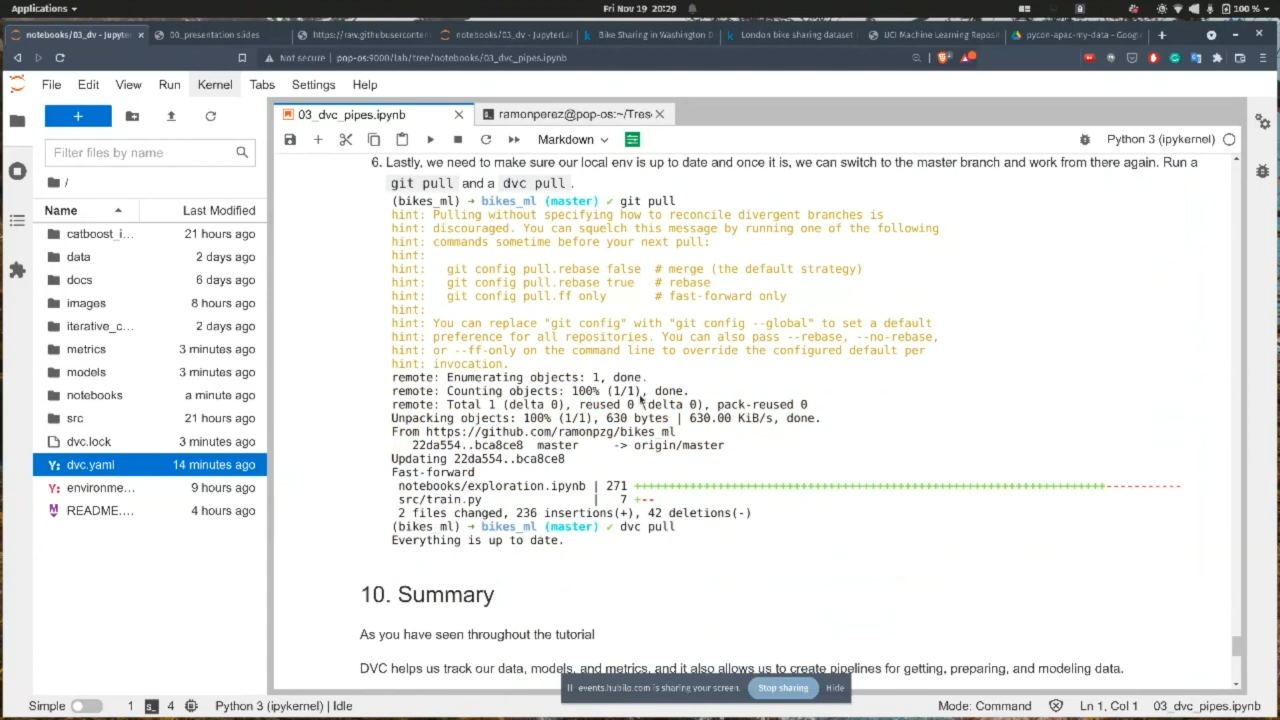 Applications
Fri Nov 19 20:29
100 %
notebooks/03_dv - Jupyter
00_presentation slides
https://raw.githubuserconten
notebooks/03_dv - JupyterLab
Bike Sharing in Washington D
London bike sharing dataset
UCI Machine Learning Reposi
pycon-apac-my-data - Goog
Not secure | pop-os:9000/lab/tree/notebooks/03_dvc_pipes.ipynb
File Edit View Run Kernel Tabs Settings Help
03_dvc_pipes.ipynb
ramonperez@pop-os:~/Tres
Markdown
Python 3 (ipykernel)
Filter files by name
/
Name Last Modified
catboost_i... 21 hours ago
data 2 days ago
docs 6 days ago
images 8 hours ago
iterative_c... 2 days ago
metrics 3 minutes ago
models 3 minutes ago
notebooks a minute ago
src 21 hours ago
dvc.lock 3 minutes ago
Y: dvc.yaml 14 minutes ago
Y: environme... 9 hours ago
README.... 4 hours ago
6. Lastly, we need to make sure our local env is up to date and once it is, we can switch to the master branch and work from there again. Run a
git pull and a dvc pull .
(bikes_ml) → bikes_ml (master) ✓ git pull
hint: Pulling without specifying how to reconcile divergent branches is
hint: discouraged. You can squelch this message by running one of the following
hint: commands sometime before your next pull:
hint:
hint: git config pull.rebase false # merge (the default strategy)
hint: git config pull.rebase true # rebase
hint: git config pull.ff only # fast-forward only
hint:
hint: You can replace "git config" with "git config --global" to set a default
hint: preference for all repositories. You can also pass --rebase, --no-rebase,
hint: or --ff-only on the command line to override the configured default per
hint: invocation.
remote: Enumerating objects: 1, done.
remote: Counting objects: 100% (1/1), done.
remote: Total 1 (delta 0), reused 0 (delta 0), pack-reused 0
Unpacking objects: 100% (1/1), 630 bytes | 630.00 KiB/s, done.
From https://github.com/ramonpzg/bikes_ml
22da554..bca8ce8 master -> origin/master
Updating 22da554..bca8ce8
Fast-forward
notebooks/exploration.ipynb | 271 ++++++++++++++++++++++++++++++++++++++++++++++++++++++++++-----------
src/train.py | 7 +--
2 files changed, 236 insertions(+), 42 deletions(-)
(bikes_ml) → bikes_ml (master) ✓ dvc pull
Everything is up to date.
10. Summary
As you have seen throughout the tutorial
DVC helps us track our data, models, and metrics, and it also allows us to create pipelines for getting, preparing, and modeling data.
events.hubilo.com is sharing your screen. Stop sharing Hide
Simple 1 4 Python 3 (ipykernel) | Idle
Mode: Command Ln 1, Col 1 03_dvc_pipes.ipynb